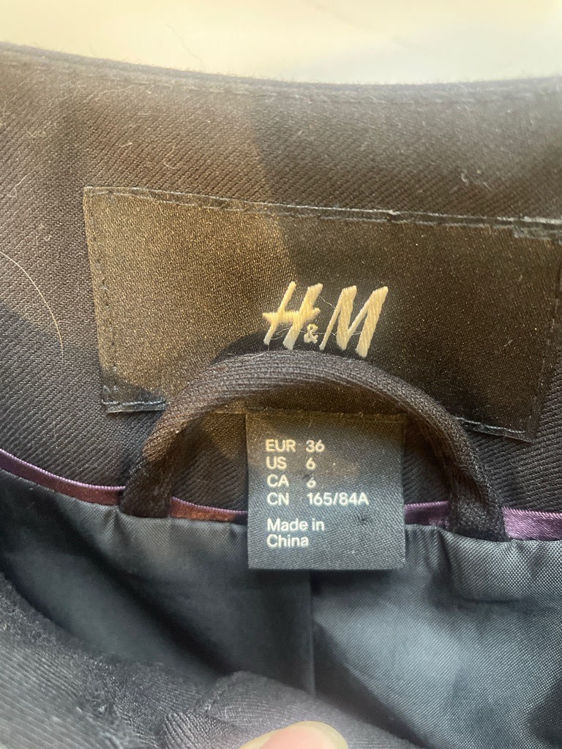 H&M
EUR 36
US 6
CA 6
CN 165/84A
Made in
China